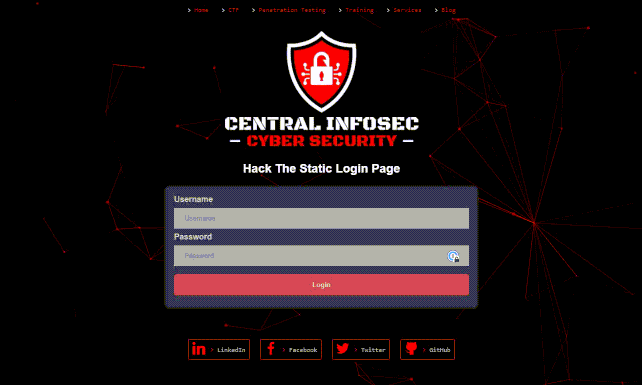 > Home > CTF > Penetration Testing > Training > Services > Blog
CENTRAL INFOSEC
— CYBER SECURITY —
Hack The Static Login Page
Username
Username
Password
Password
Login
> LinkedIn > Facebook > Twitter > GitHub